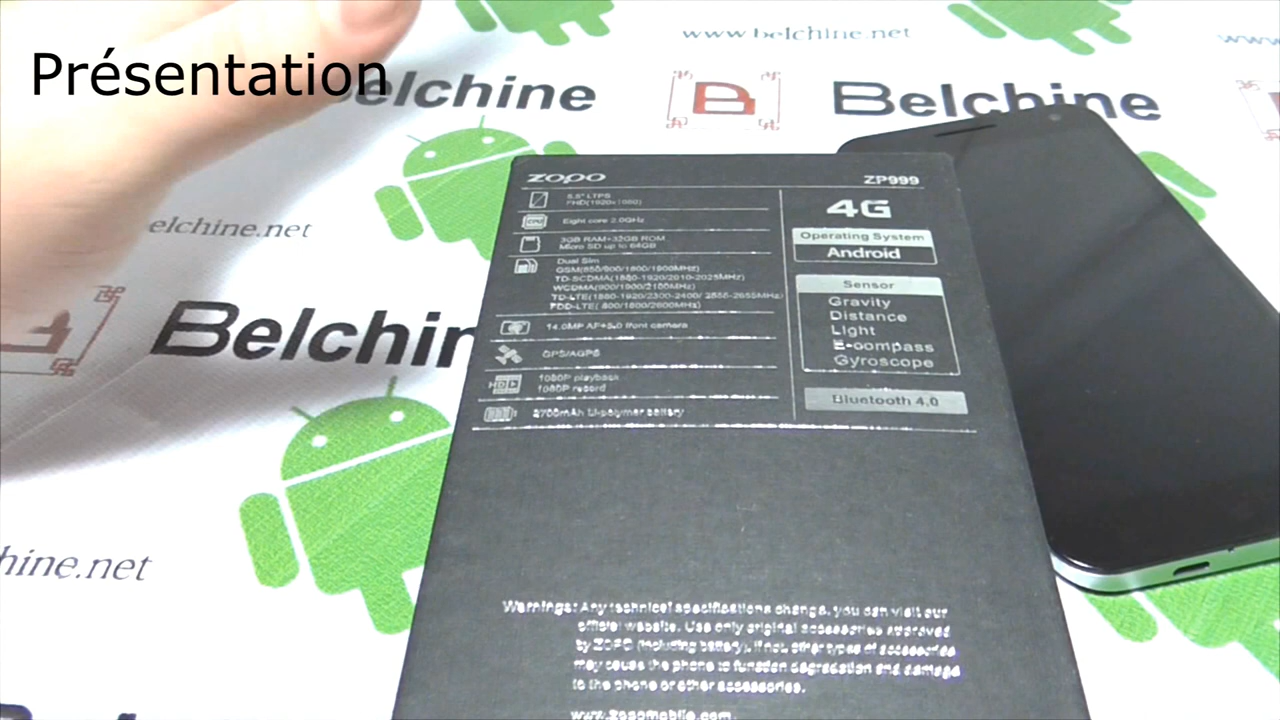 Présentation
www.belchine.net
Belchine
B
Belchine
elchine.net
Belchin
hine.net
zopo
ZP999
5.5" LTPS
FHD(1920x1080)
Eight core 2.0GHz
3GB RAM+32GB ROM
Micro SD up to 64GB
Dual Sim
GSM(850/900/1800/1900MHz)
TD-SCDMA(1880-1920/2010-2025MHz)
WCDMA(900/1900/2100MHz)
TD-LTE(1880-1920/2300-2400/ 2555-2655MHz)
FDD-LTE( 800/1800/2600MHz)
14.0MP AF+5.0 front camera
GPS/AGPS
1080P playback
1080P record
2700mAh Li-polymer battery
4G
Operating System
Android
Sensor
Gravity
Distance
Light
E-compass
Gyroscope
Bluetooth 4.0
Warnings: Any technical specifications change, you can visit our
official website. Use only original accessories approved
by ZOPO (including battery), if not, other types of accessories
may cause the phone to function degradation and damage
to the phone or other accessories.
www.zopomobile.com